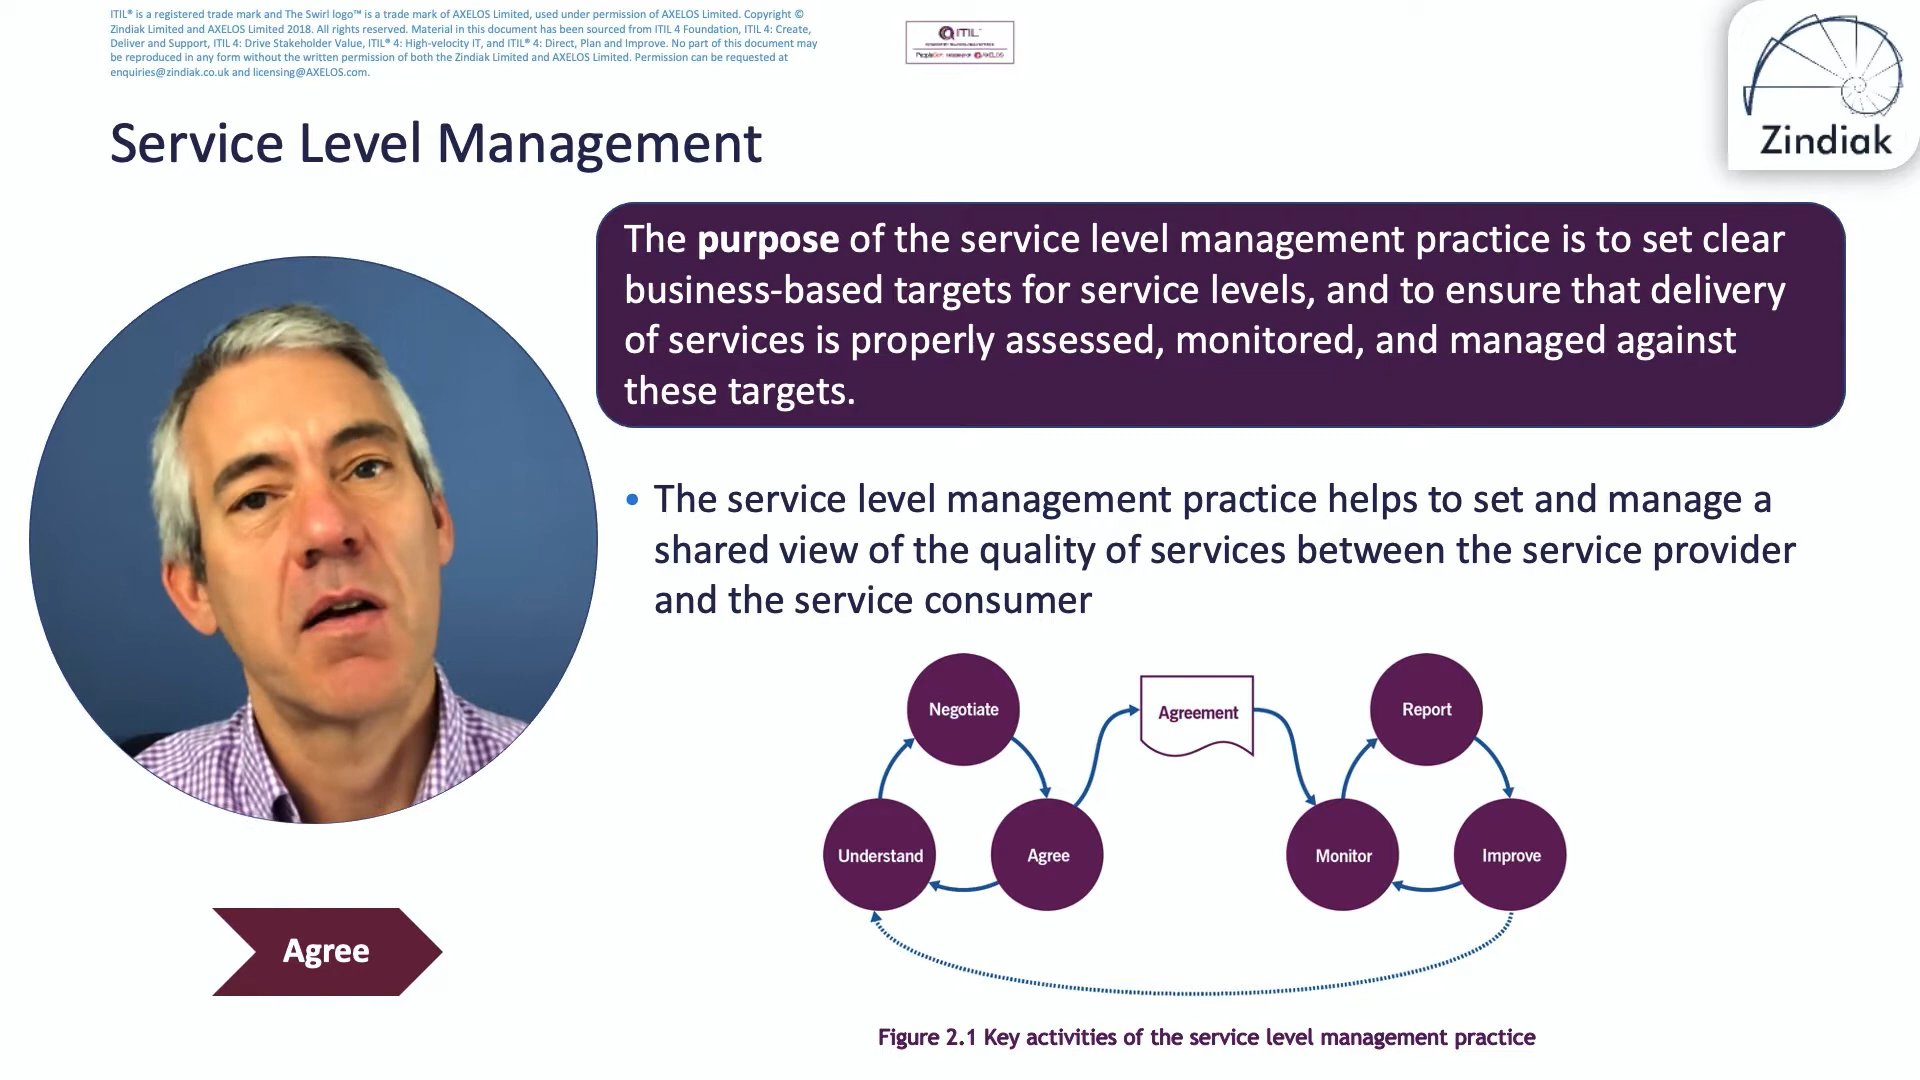 ITIL® is a registered trade mark and The Swirl logo™ is a trade mark of AXELOS Limited, used under permission of AXELOS Limited. Copyright ©
Zindiak Limited and AXELOS Limited 2018. All rights reserved. Material in this document has been sourced from ITIL 4 Foundation, ITIL 4: Create,
Deliver and Support, ITIL 4: Drive Stakeholder Value, ITIL® 4: High-velocity IT, and ITIL® 4: Direct, Plan and Improve. No part of this document may
be reproduced in any form without the written permission of both the Zindiak Limited and AXELOS Limited. Permission can be requested at
enquiries@zindiak.co.uk and licensing@AXELOS.com.
ITIL
PeopleCert AXELOS
Zindiak
Service Level Management
The purpose of the service level management practice is to set clear
business-based targets for service levels, and to ensure that delivery
of services is properly assessed, monitored, and managed against
these targets.
• The service level management practice helps to set and manage a
shared view of the quality of services between the service provider
and the service consumer
Negotiate
Agreement
Report
Understand
Agree
Monitor
Improve
Agree
Figure 2.1 Key activities of the service level management practice